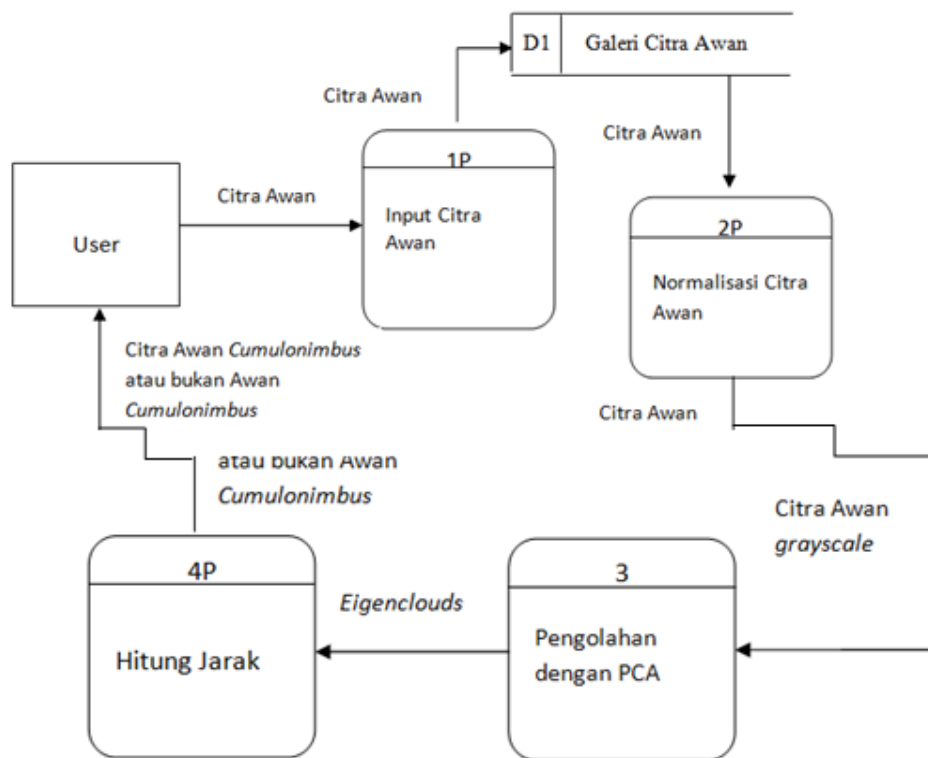 D1 Galeri Citra Awan
Citra Awan
Citra Awan
1P
Input Citra
Awan
Citra Awan
User
2P
Normalisasi Citra
Awan
Citra Awan Cumulonimbus
atau bukan Awan
Cumulonimbus
Citra Awan
atau bukan Awan
Cumulonimbus
Citra Awan
grayscale
4P
Hitung Jarak
Eigenclouds
3
Pengolahan
dengan PCA